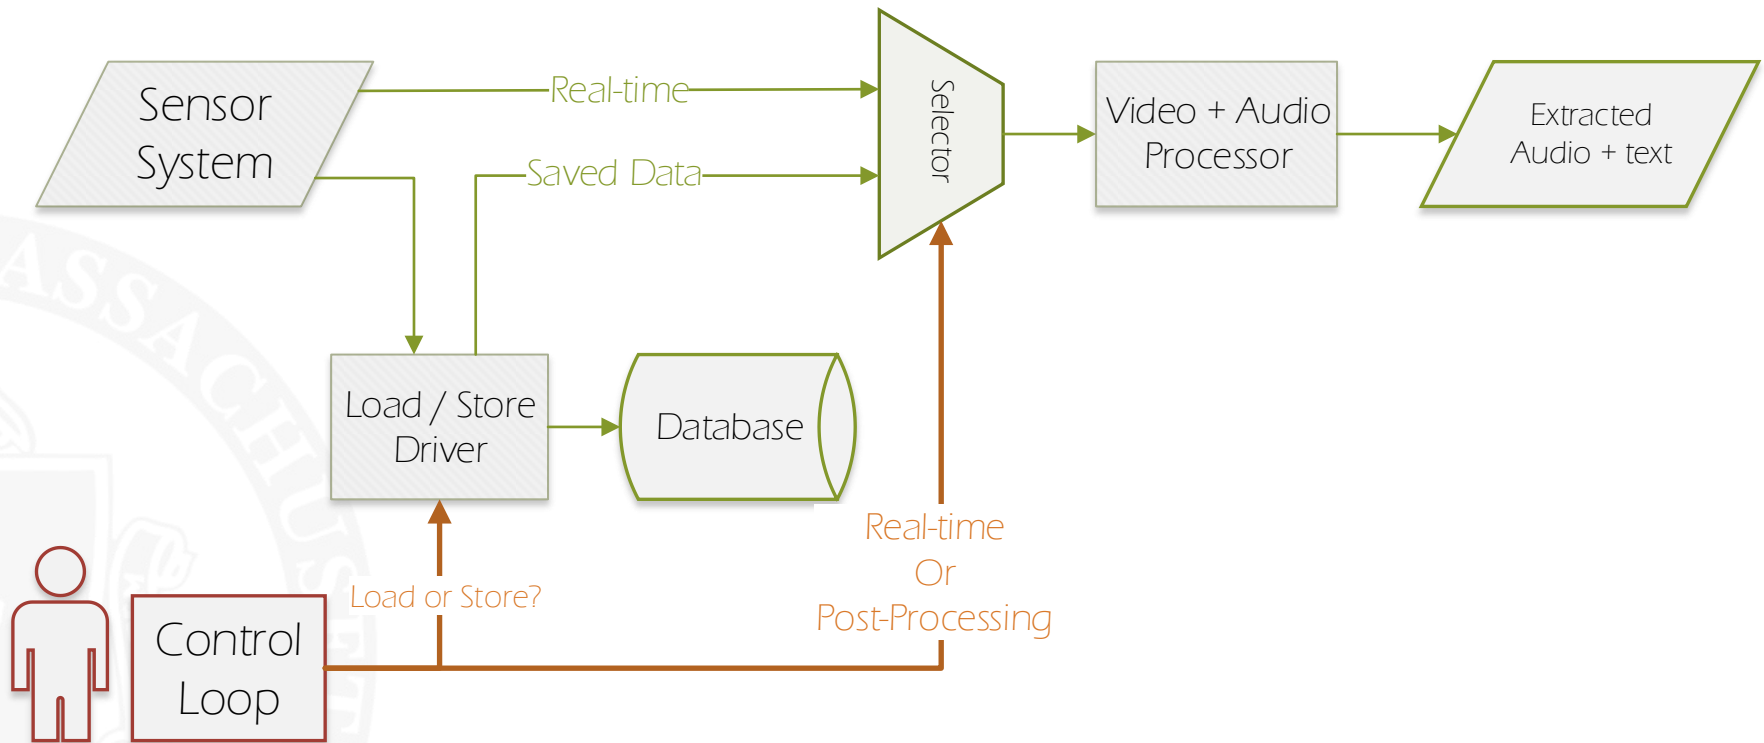 Sensor
System
Real-time
Saved Data
Selector
Video + Audio
Processor
Extracted
Audio + text
Load / Store
Driver
Database
Load or Store?
Real-time
Or
Post-Processing
Control
Loop